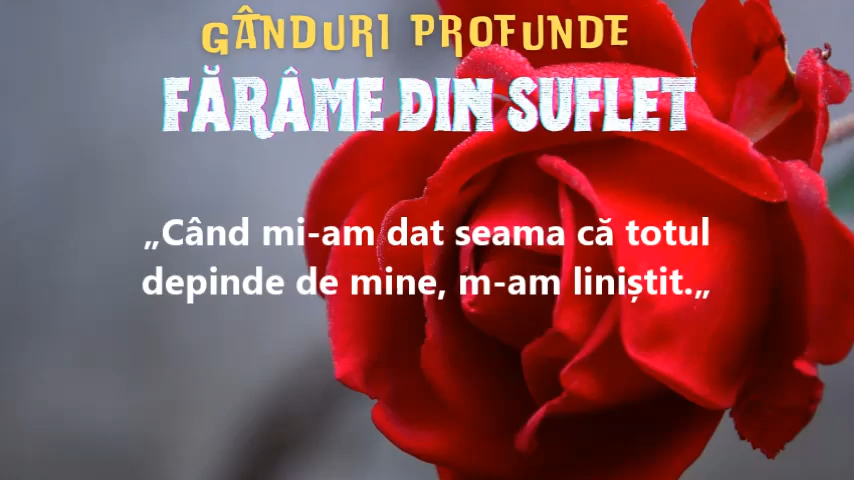 GÂNDURI PROFUNDE
FĂRÂME DIN SUFLET
„Când mi-am dat seama că totul
depinde de mine, m-am liniștit.„